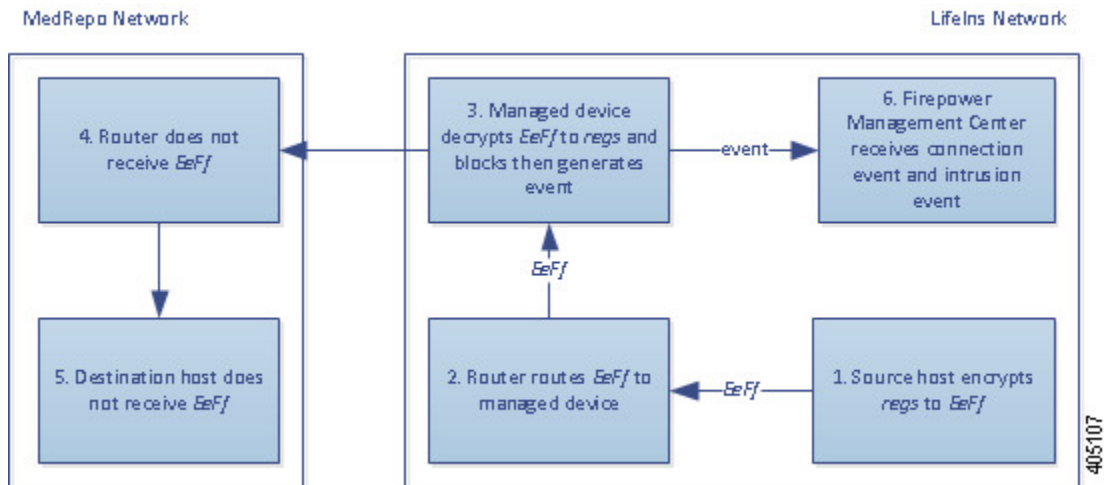 MedRepo Network
LifeIns Network
3. Managed device
decrypts EeFf to regs and
blocks then generates
event
6. Firepower
Management Center
receives connection
event and intrusion
event
4. Router does not
receive EeFf
event
EeFf
5. Destination host does
not receive EeFf
2. Router routes EeFf to
managed device
EeFf
1. Source host encrypts
regs to EeFf
405107